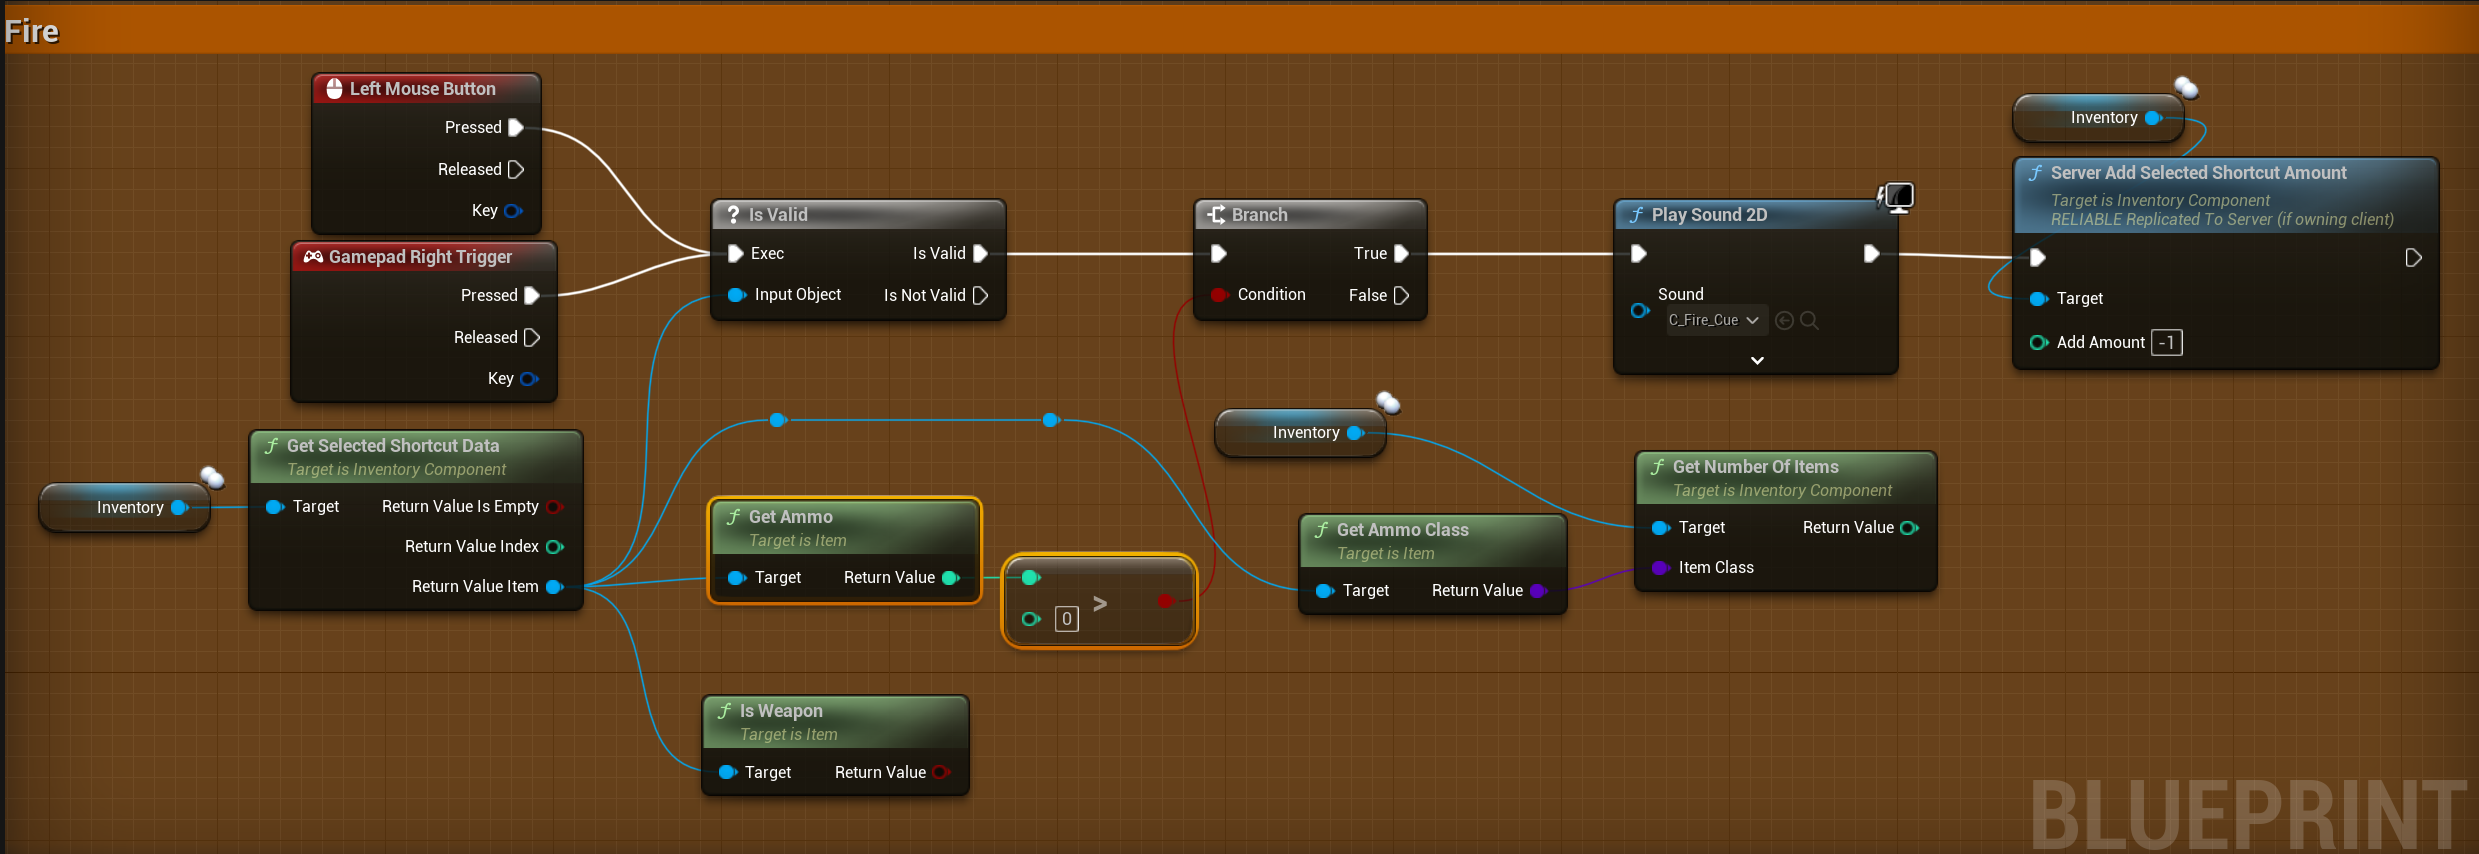 Fire
Left Mouse Button
Pressed
Released
Key
Gamepad Right Trigger
Pressed
Released
Key
Inventory
Get Selected Shortcut Data
Target is Inventory Component
Target
Return Value Is Empty
Return Value Index
Return Value Item
Is Valid
Exec
Is Valid
Input Object
Is Not Valid
Get Ammo
Target is Item
Target
Return Value
0
>
Is Weapon
Target is Item
Target
Return Value
Branch
True
Condition
False
Inventory
Get Ammo Class
Target is Item
Target
Return Value
Play Sound 2D
Sound
C_Fire_Cue
Get Number Of Items
Target is Inventory Component
Target
Return Value
Item Class
Inventory
Server Add Selected Shortcut Amount
Target is Inventory Component
RELIABLE Replicated To Server (if owning client)
Target
Add Amount -1
BLUEPRINT